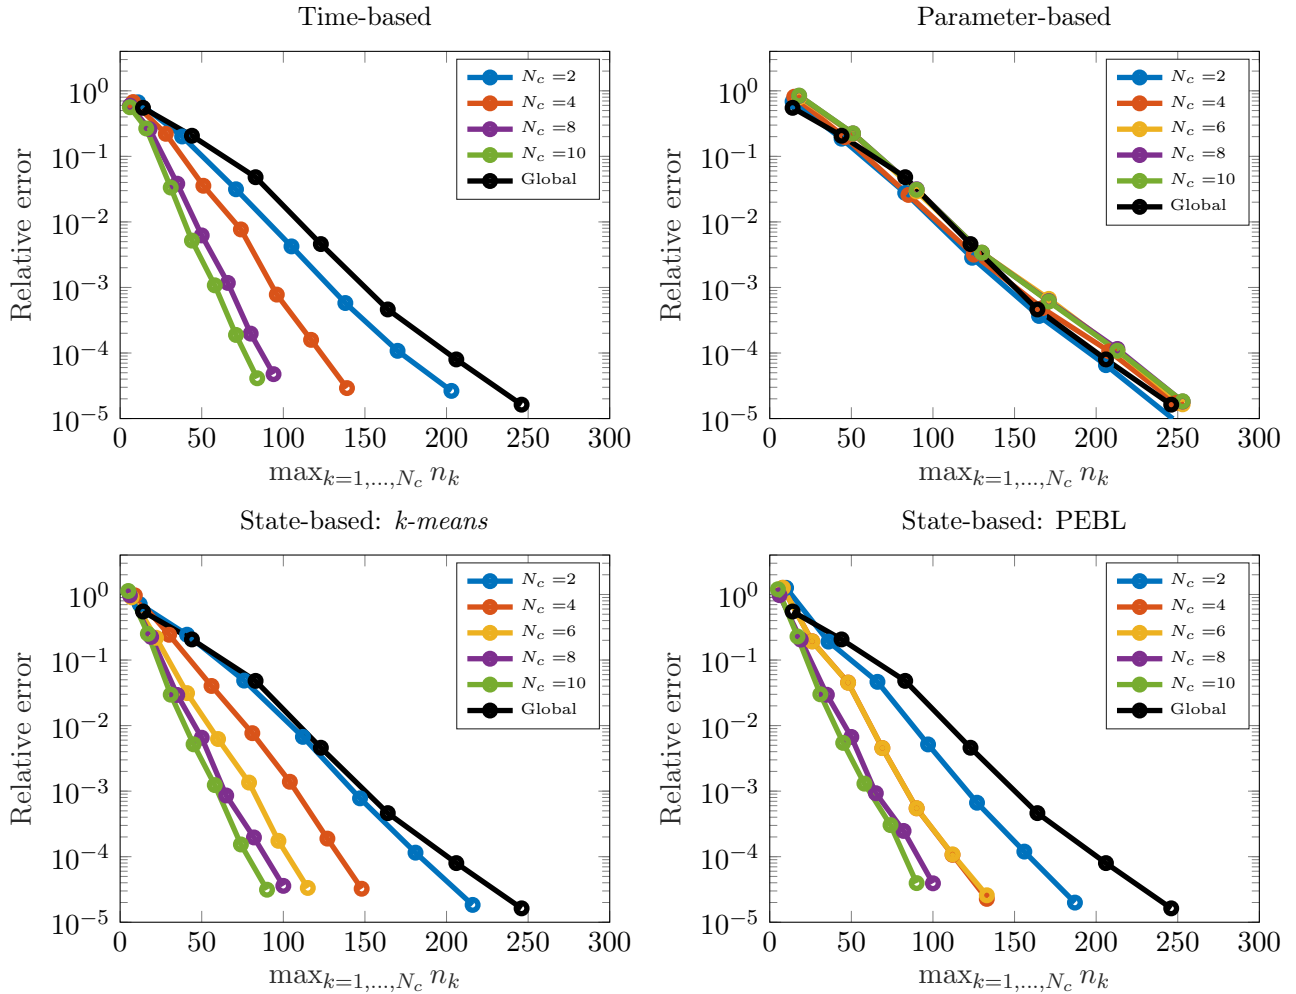 Time-based
Relative error
10^0
10^-1
10^-2
10^-3
10^-4
10^-5
0 50 100 150 200 250 300
max_{k=1,...,N_c} n_k
N_c =2
N_c =4
N_c =8
N_c =10
Global
Parameter-based
Relative error
10^0
10^-1
10^-2
10^-3
10^-4
10^-5
0 50 100 150 200 250 300
max_{k=1,...,N_c} n_k
N_c =2
N_c =4
N_c =6
N_c =8
N_c =10
Global
State-based: k-means
Relative error
10^0
10^-1
10^-2
10^-3
10^-4
10^-5
0 50 100 150 200 250 300
max_{k=1,...,N_c} n_k
N_c =2
N_c =4
N_c =6
N_c =8
N_c =10
Global
State-based: PEBL
Relative error
10^0
10^-1
10^-2
10^-3
10^-4
10^-5
0 50 100 150 200 250 300
max_{k=1,...,N_c} n_k
N_c =2
N_c =4
N_c =6
N_c =8
N_c =10
Global